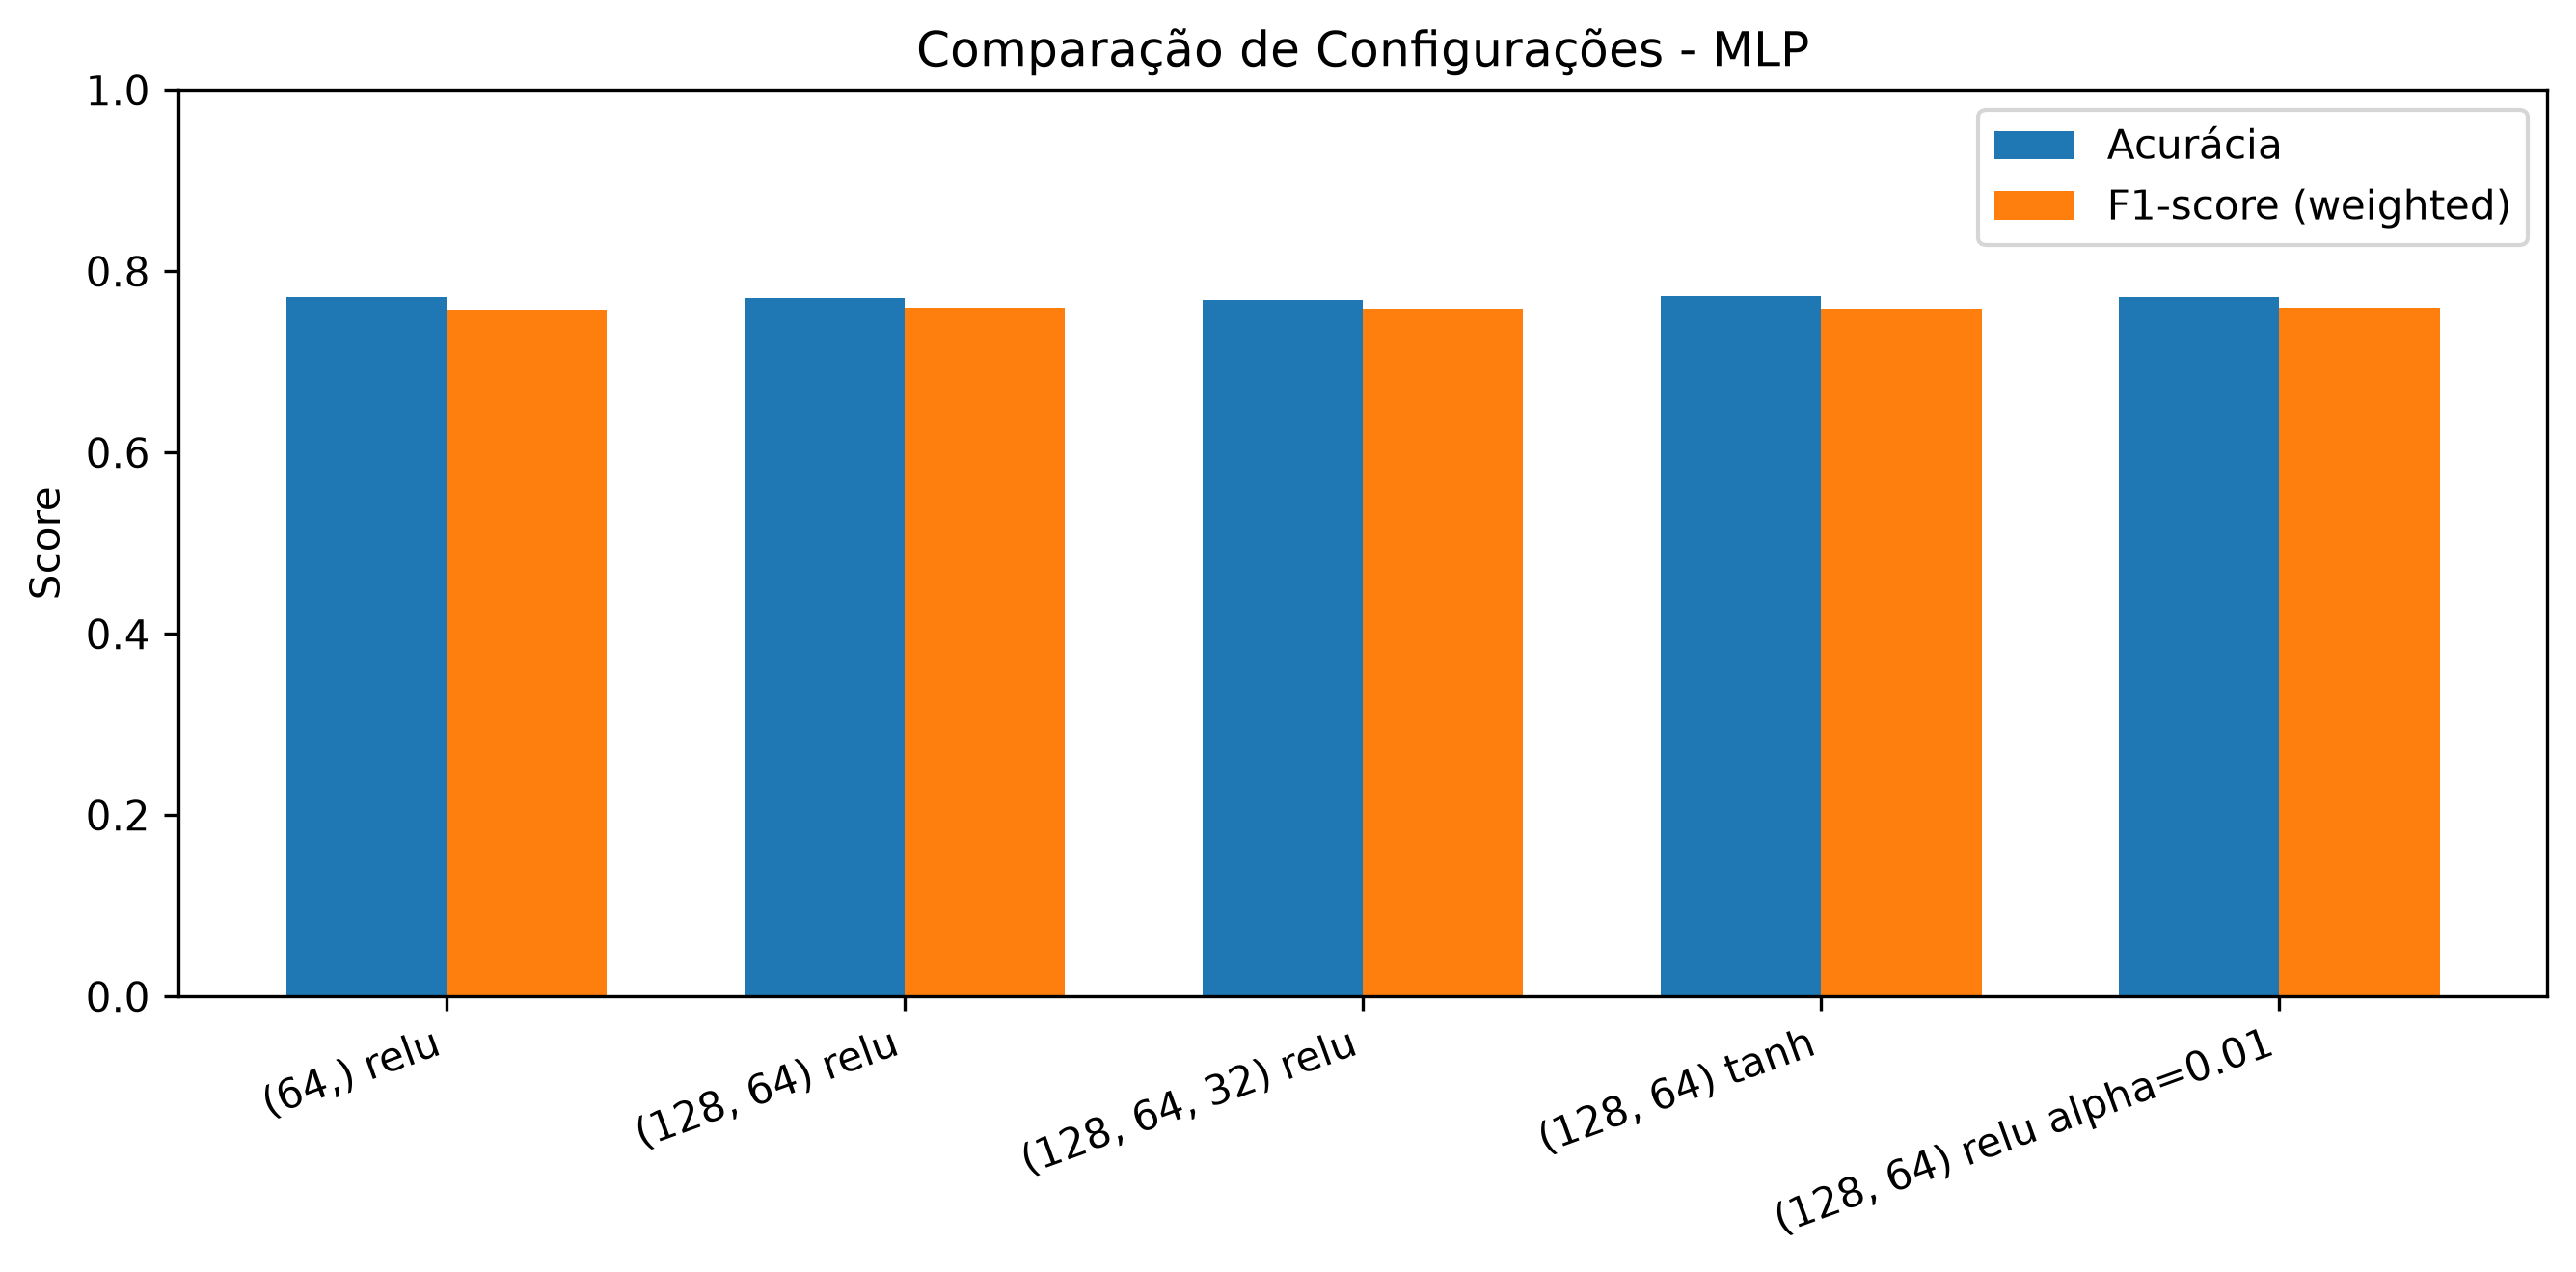 Comparação de Configurações - MLP
1.0
0.8
0.6
0.4
0.2
0.0
Score
Acurácia
F1-score (weighted)
(64,) relu
(128, 64) relu
(128, 64, 32) relu
(128, 64) tanh
(128, 64) relu alpha=0.01